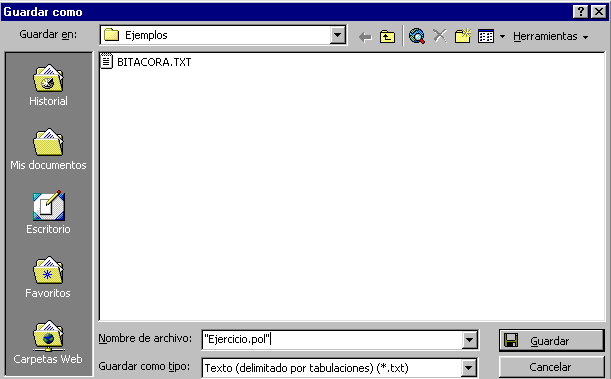 Guardar como
Guardar en: Ejemplos Herramientas
BITACORA.TXT
Historial
Mis documentos
Escritorio
Favoritos
Carpetas Web
Nombre de archivo: "Ejercicio.pol" Guardar
Guardar como tipo: Texto (delimitado por tabulaciones) (*.txt) Cancelar